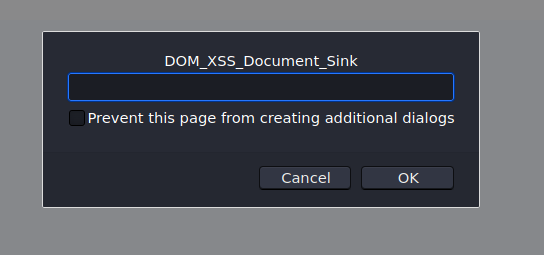 DOM_XSS_Document_Sink
Prevent this page from creating additional dialogs
Cancel OK